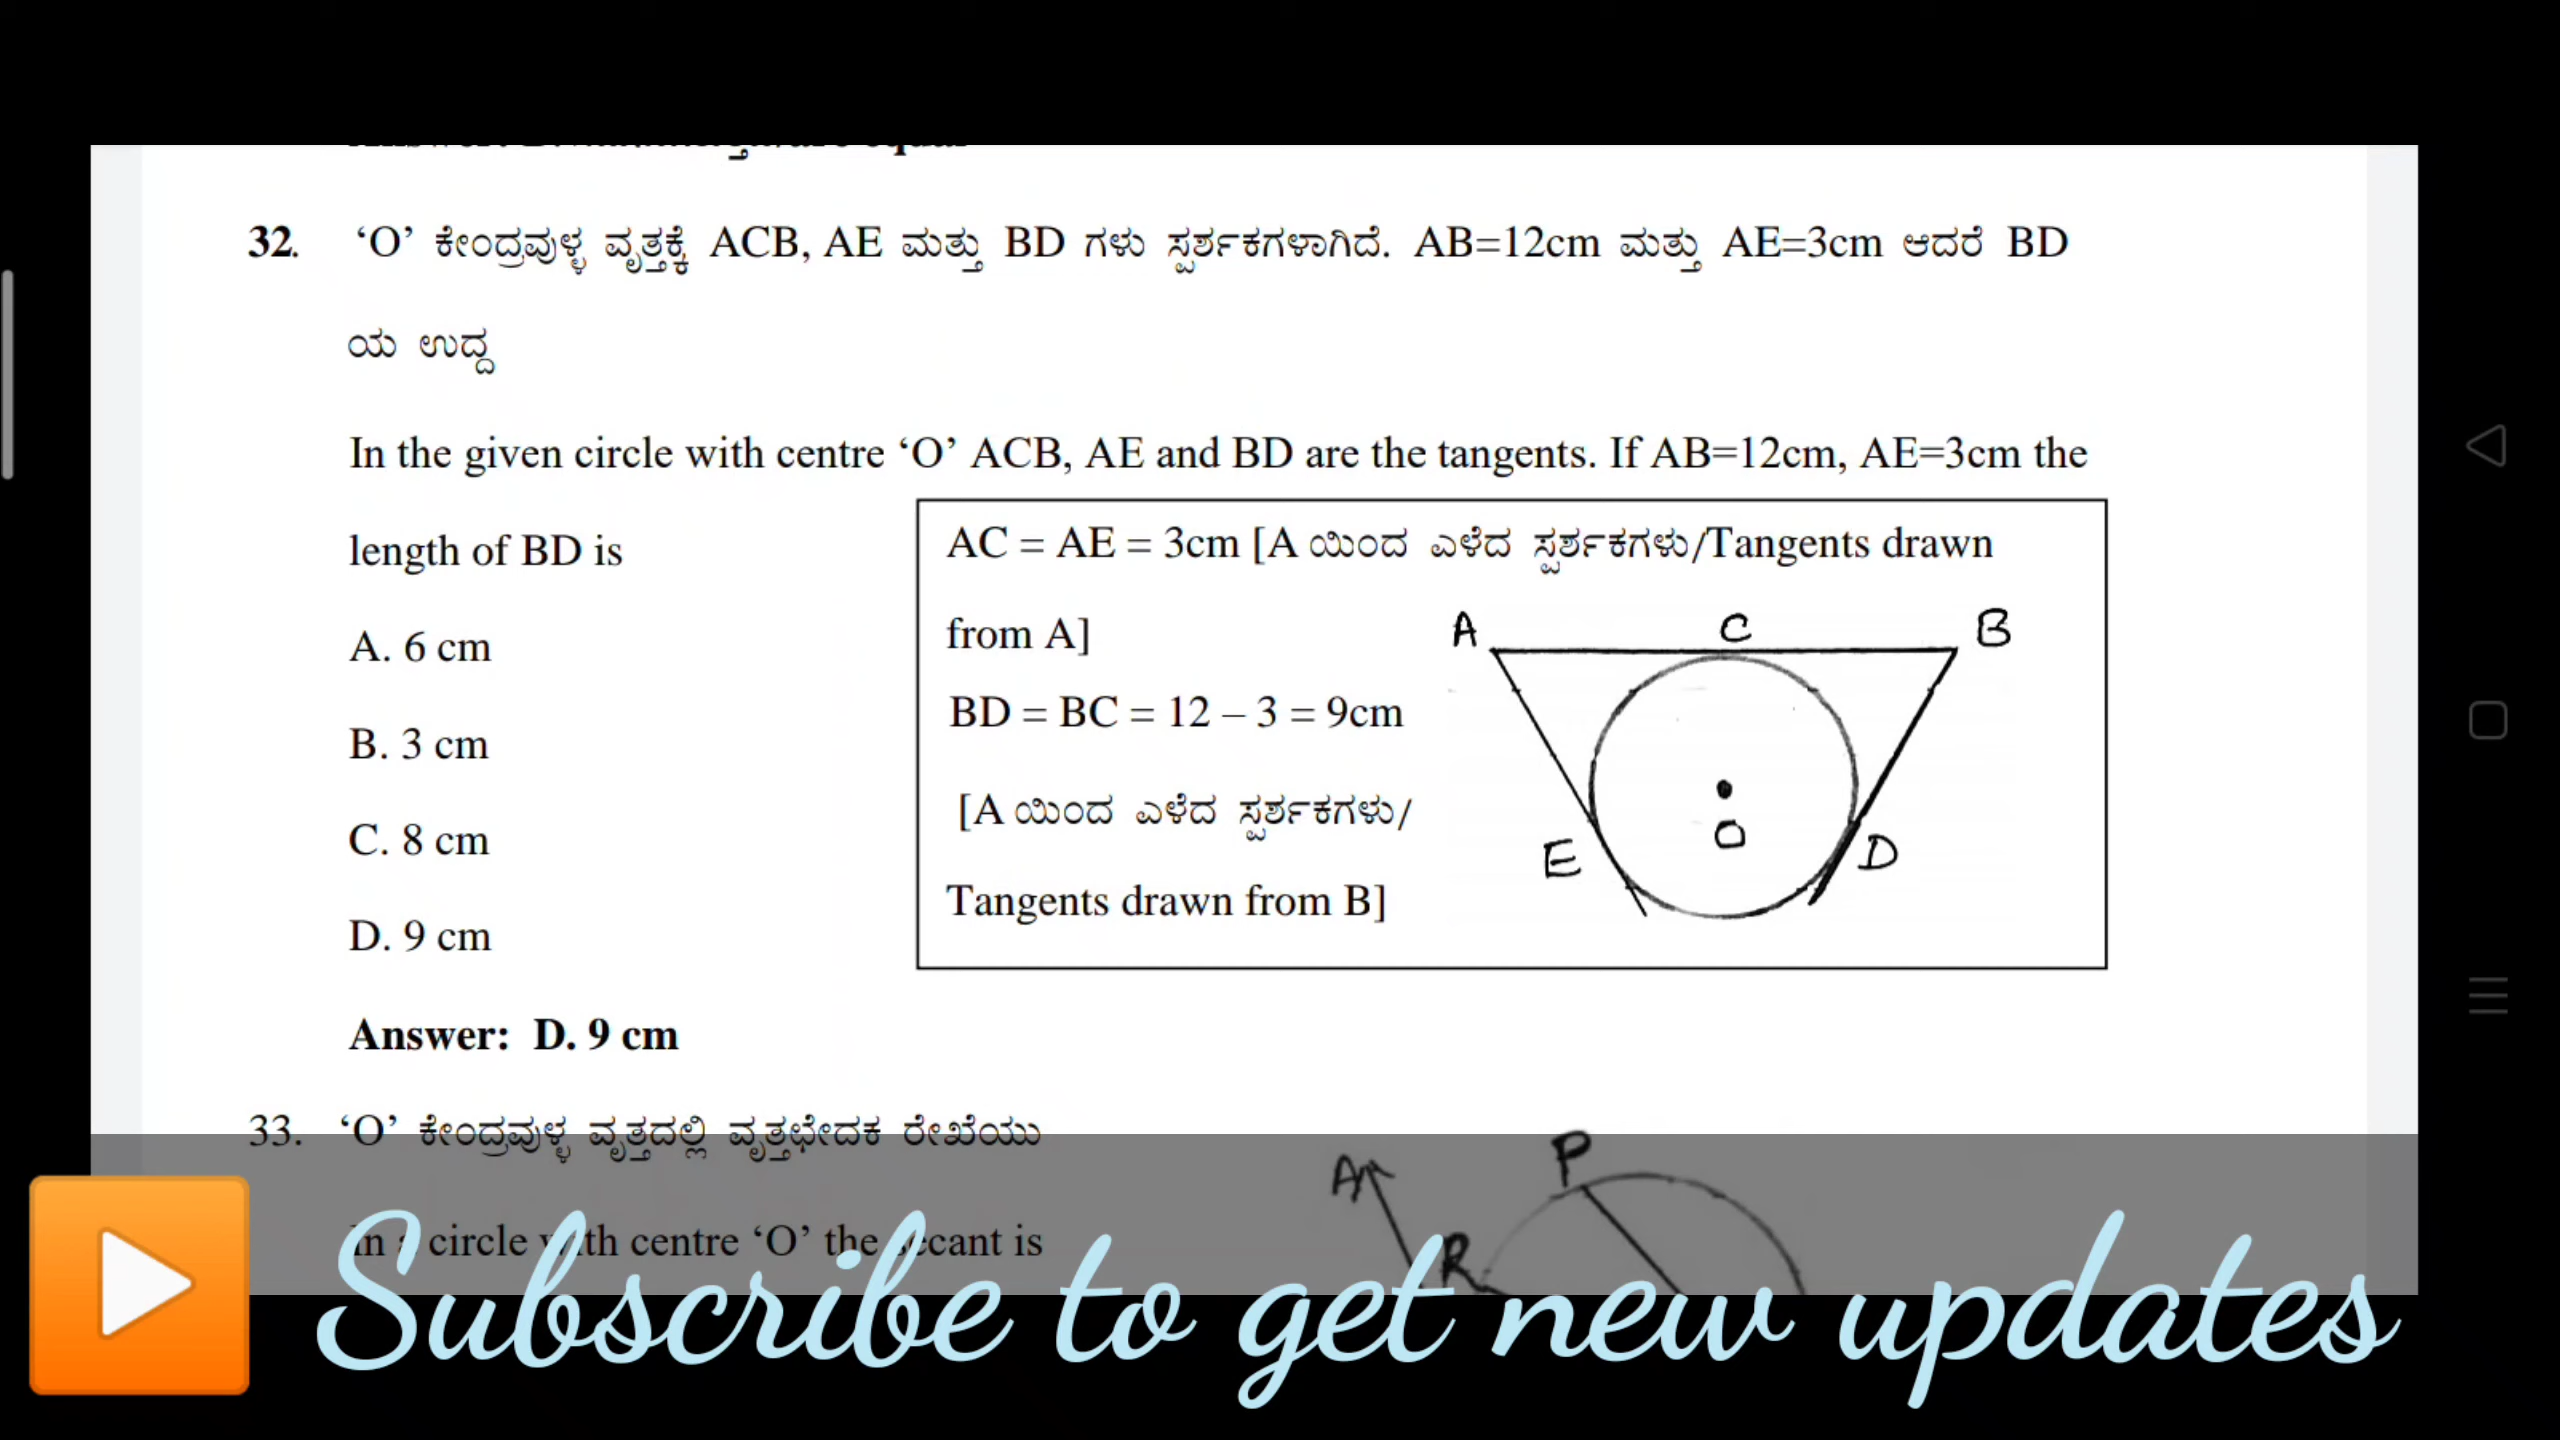 32. ‘O’ ಕೇಂದ್ರವುಳ್ಳ ವೃತ್ತಕ್ಕೆ ACB, AE ಮತ್ತು BD ಗಳು ಸ್ಪರ್ಶಕಗಳಾಗಿದೆ. AB=12cm ಮತ್ತು AE=3cm ಆದರೆ BD
ಯ ಉದ್ದ
In the given circle with centre ‘O’ ACB, AE and BD are the tangents. If AB=12cm, AE=3cm the
length of BD is
A. 6 cm
B. 3 cm
C. 8 cm
D. 9 cm
AC = AE = 3cm [A ಯಿಂದ ಎಳೆದ ಸ್ಪರ್ಶಕಗಳು/Tangents drawn
from A]
BD = BC = 12 – 3 = 9cm
[A ಯಿಂದ ಎಳೆದ ಸ್ಪರ್ಶಕಗಳು/
Tangents drawn from B]
A C B
O
E D
Answer: D. 9 cm
33. ‘O’ ಕೇಂದ್ರವುಳ್ಳ ವೃತ್ತದಲ್ಲಿ ವೃತ್ತಛೇದಕ ರೇಖೆಯು
In a circle with centre ‘O’ the secant is
A P
R
Subscribe to get new updates